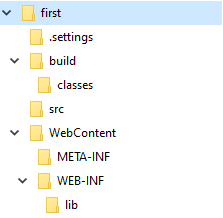 first
.settings
build
classes
src
WebContent
META-INF
WEB-INF
lib